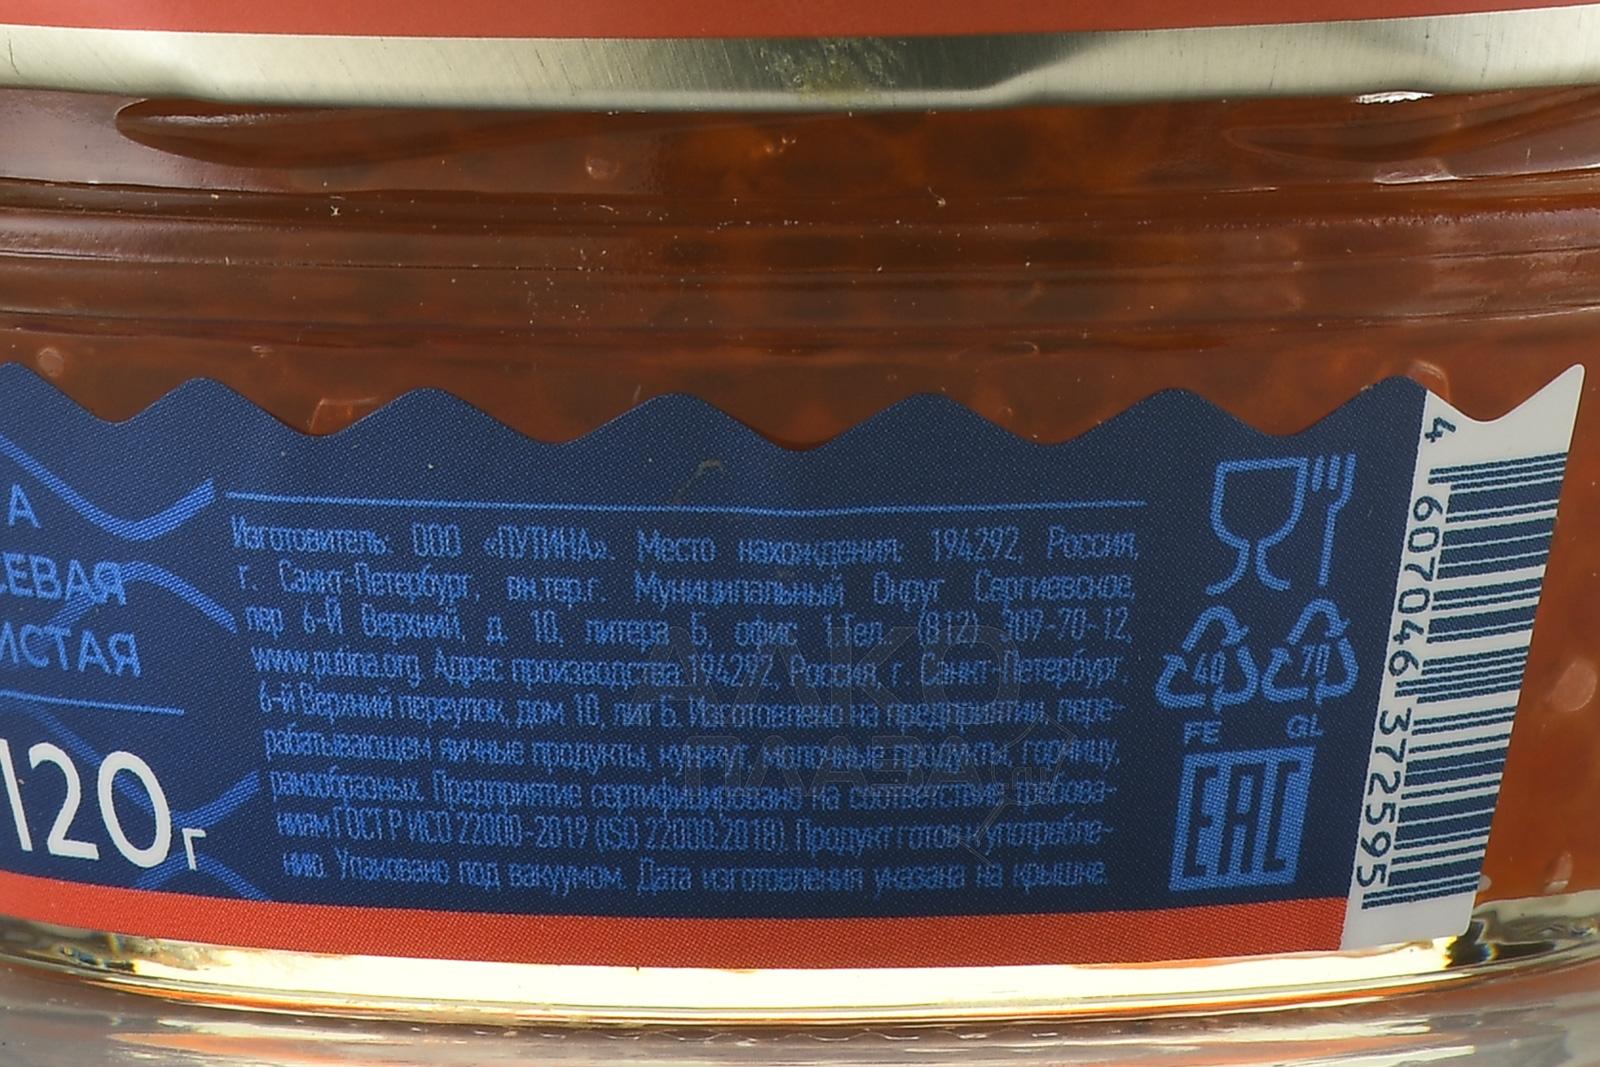 А
СЕВАЯ
ИСТАЯ
120г
Изготовитель: ООО «ПУТИНА». Место нахождения: 194292, Россия,
г. Санкт-Петербург, вн.тер.г. Муниципальный Округ Сергиевское,
пер 6-Й Верхний, д. 10, литера Б, офис 1.Тел.: (812) 309-70-12,
www.putina.org. Адрес производства:194292, Россия, г. Санкт-Петербург,
6-й Верхний переулок, дом 10, лит Б. Изготовлено на предприятии, пере-
рабатывающем яичные продукты, кунжут, молочные продукты, горчицу,
ракообразных. Предприятие сертифицировано на соответствие требова-
ниям ГОСТ Р ИСО 22000-2019 (ISO 22000:2018). Продукт готов к употребле-
нию. Упаковано под вакуумом. Дата изготовления указана на крышке.
40
FE
70
GL
EAC
4 607046 372595
АЛКО
ПЛАЗА